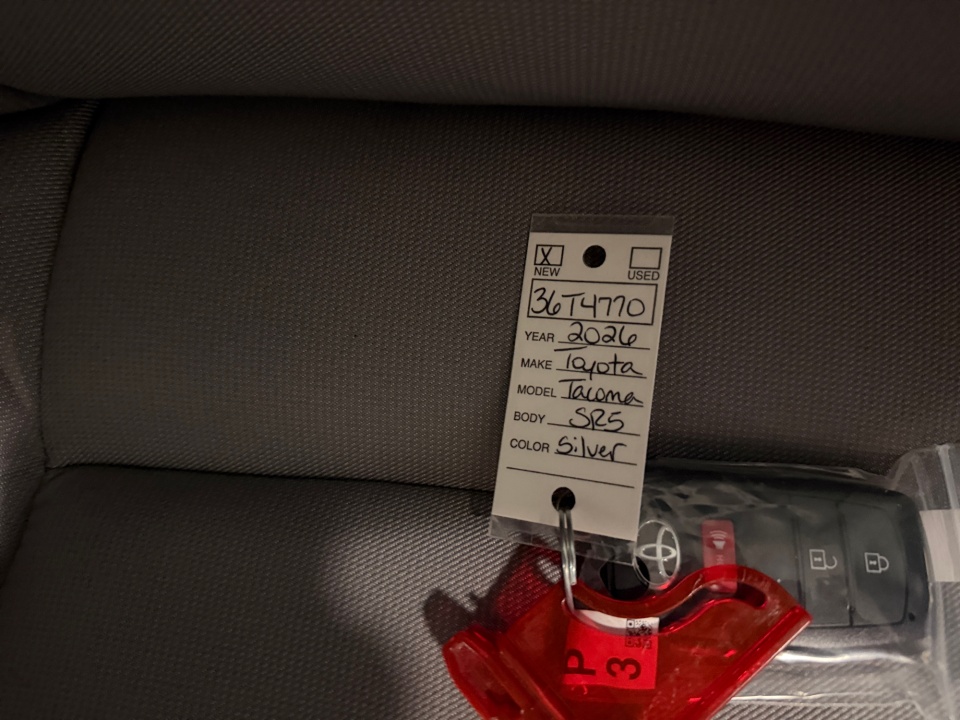 X
NEW USED
36T4770
YEAR 2026
MAKE Toyota
MODEL Tacoma
BODY SR5
COLOR Silver
P
3